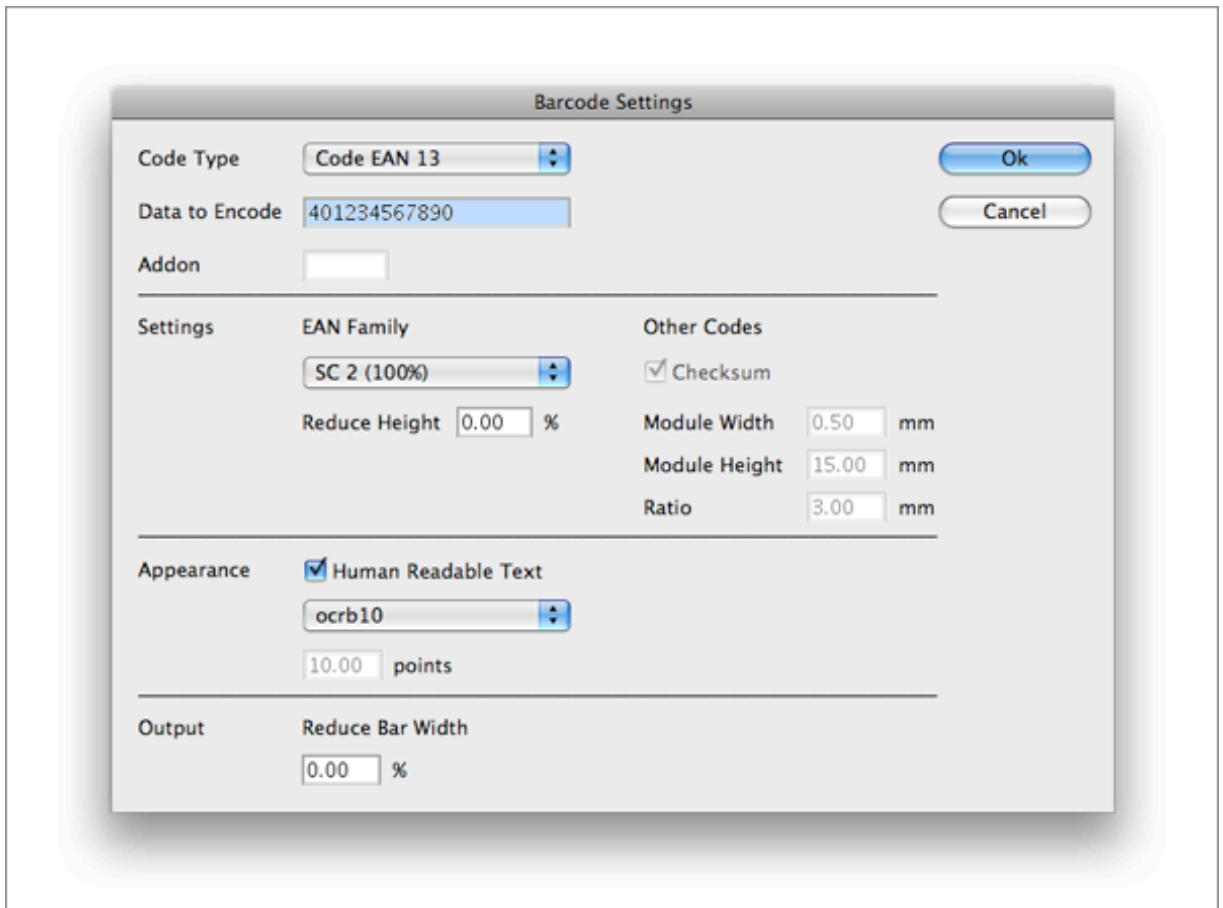 Barcode Settings
Code Type Code EAN 13 Ok
Data to Encode 401234567890 Cancel
Addon
Settings EAN Family Other Codes
SC 2 (100%) Checksum
Reduce Height 0.00 % Module Width 0.50 mm
Module Height 15.00 mm
Ratio 3.00 mm
Appearance Human Readable Text
ocrb10
10.00 points
Output Reduce Bar Width
0.00 %